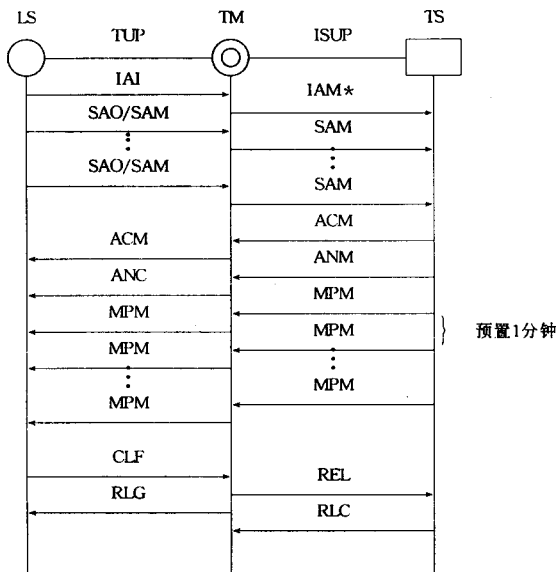 LS TM TS
TUP ISUP
IAI
IAM*
SAO/SAM
SAM
SAO/SAM
SAM
ACM
ACM
ANM
ANC
MPM
MPM
MPM
预置1分钟
MPM
MPM
MPM
CLF
REL
RLG
RLC